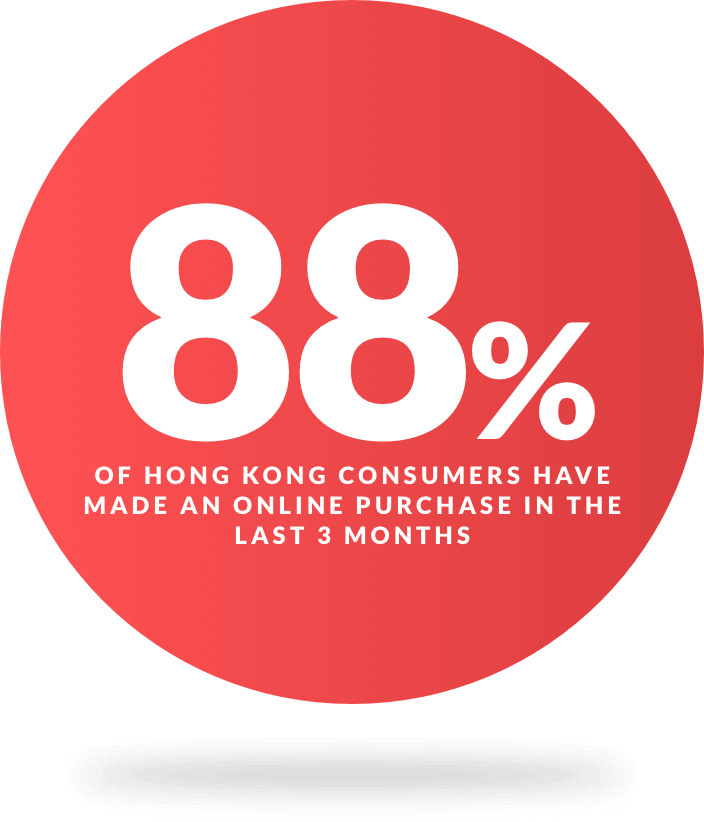 88%
OF HONG KONG CONSUMERS HAVE
MADE AN ONLINE PURCHASE IN THE
LAST 3 MONTHS